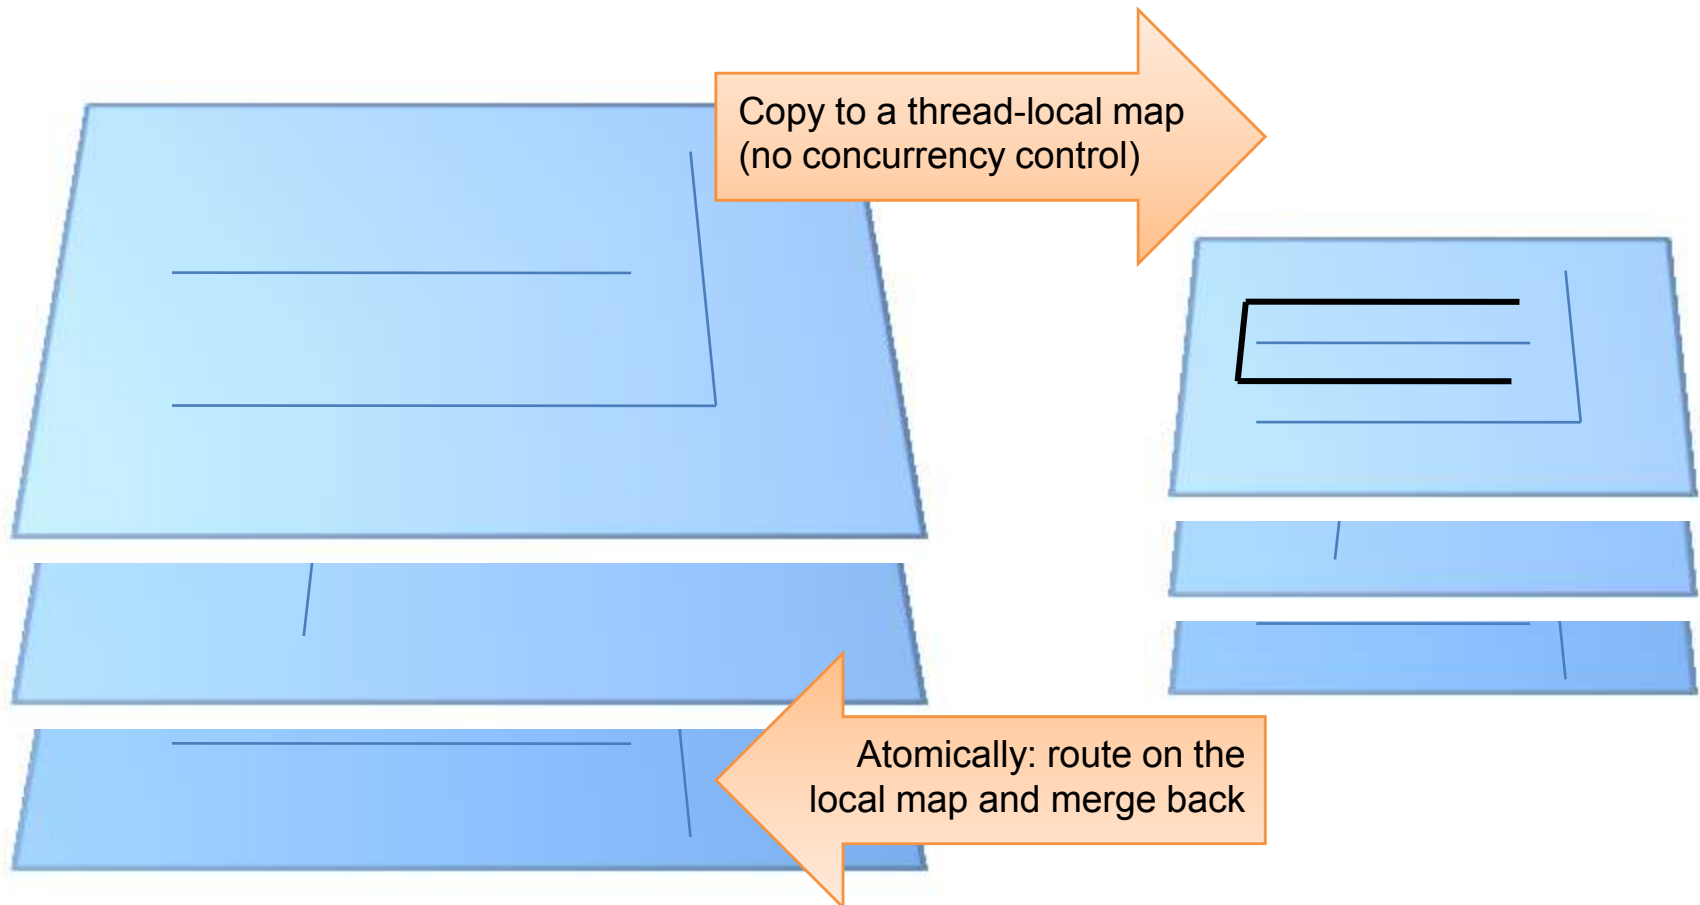 Copy to a thread-local map
(no concurrency control)
Atomically: route on the
local map and merge back